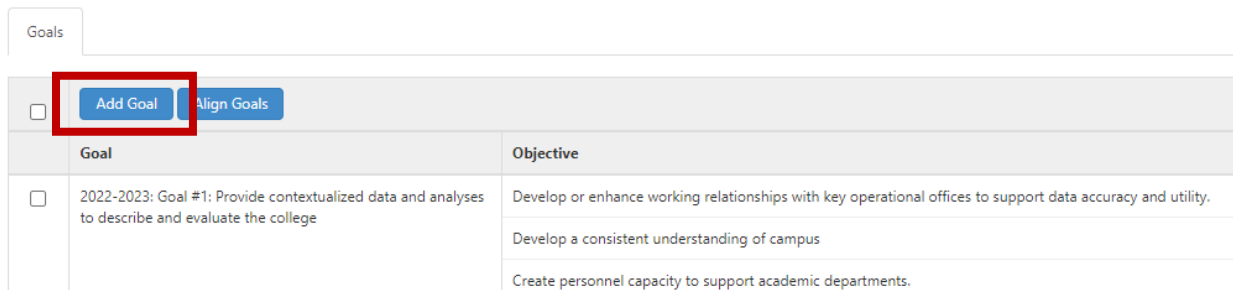 Goals
Add Goal
Align Goals
Goal
Objective
2022-2023: Goal #1: Provide contextualized data and analyses
to describe and evaluate the college
Develop or enhance working relationships with key operational offices to support data accuracy and utility.
Develop a consistent understanding of campus
Create personnel capacity to support academic departments.